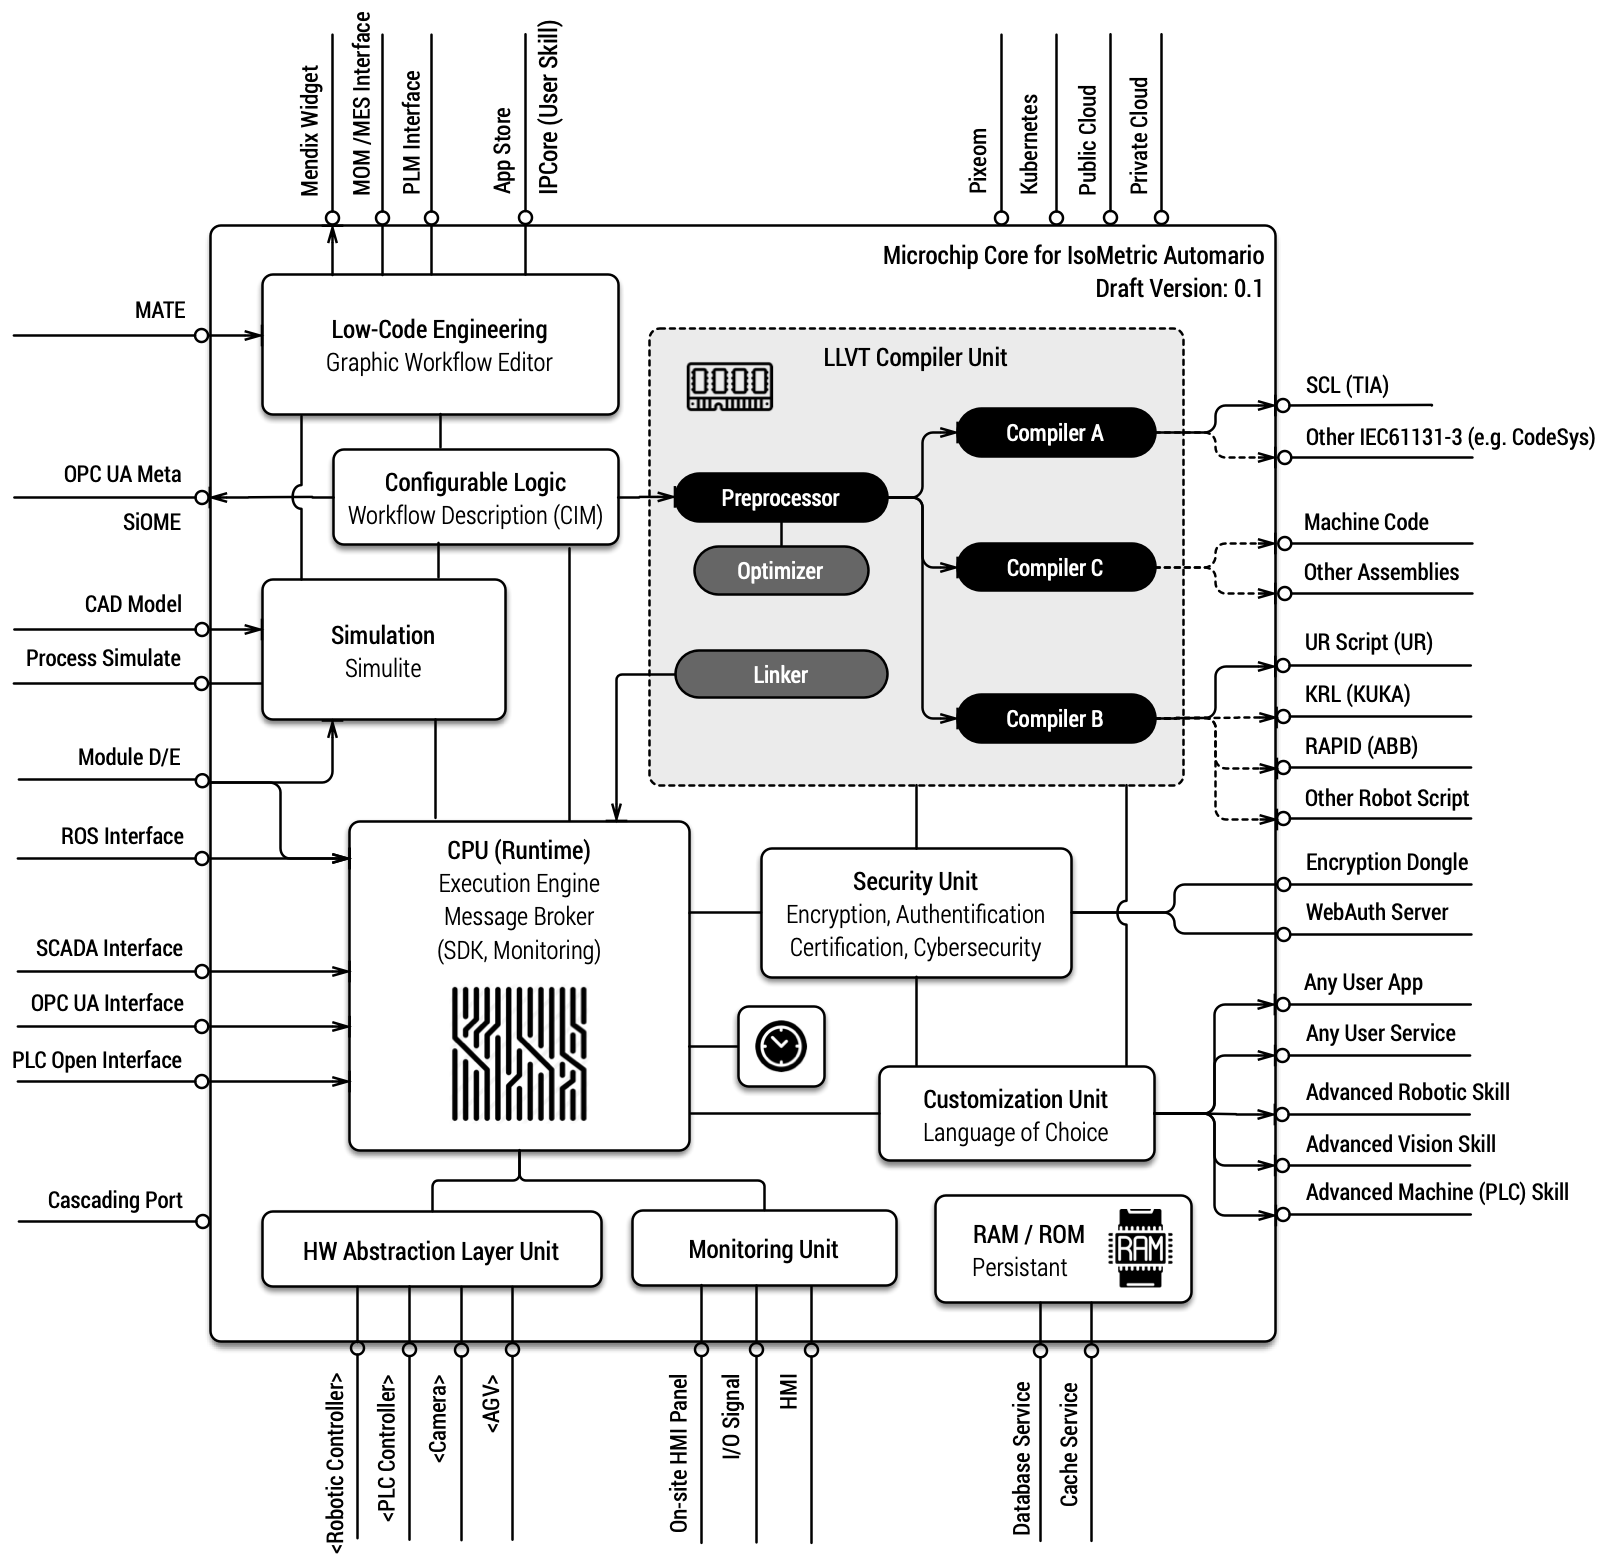 Mendix Widget
MOM /MES Interface
PLM Interface
App Store
IPCore (User Skill)
Pixeom
Kubernetes
Public Cloud
Private Cloud
Microchip Core for IsoMetric Automario
Draft Version: 0.1
MATE
OPC UA Meta
SiOME
CAD Model
Process Simulate
Module D/E
ROS Interface
SCADA Interface
OPC UA Interface
PLC Open Interface
Cascading Port
Low-Code Engineering
Graphic Workflow Editor
Configurable Logic
Workflow Description (CIM)
Simulation
Simulite
LLVT Compiler Unit
Preprocessor
Optimizer
Linker
Compiler A
Compiler C
Compiler B
CPU (Runtime)
Execution Engine
Message Broker
(SDK, Monitoring)
Security Unit
Encryption, Authentification
Certification, Cybersecurity
Customization Unit
Language of Choice
HW Abstraction Layer Unit
Monitoring Unit
RAM / ROM
Persistant
RAM
SCL (TIA)
Other IEC61131-3 (e.g. CodeSys)
Machine Code
Other Assemblies
UR Script (UR)
KRL (KUKA)
RAPID (ABB)
Other Robot Script
Encryption Dongle
WebAuth Server
Any User App
Any User Service
Advanced Robotic Skill
Advanced Vision Skill
Advanced Machine (PLC) Skill
<Robotic Controller>
<PLC Controller>
<Camera>
<AGV>
On-site HMI Panel
I/O Signal
HMI
Database Service
Cache Service